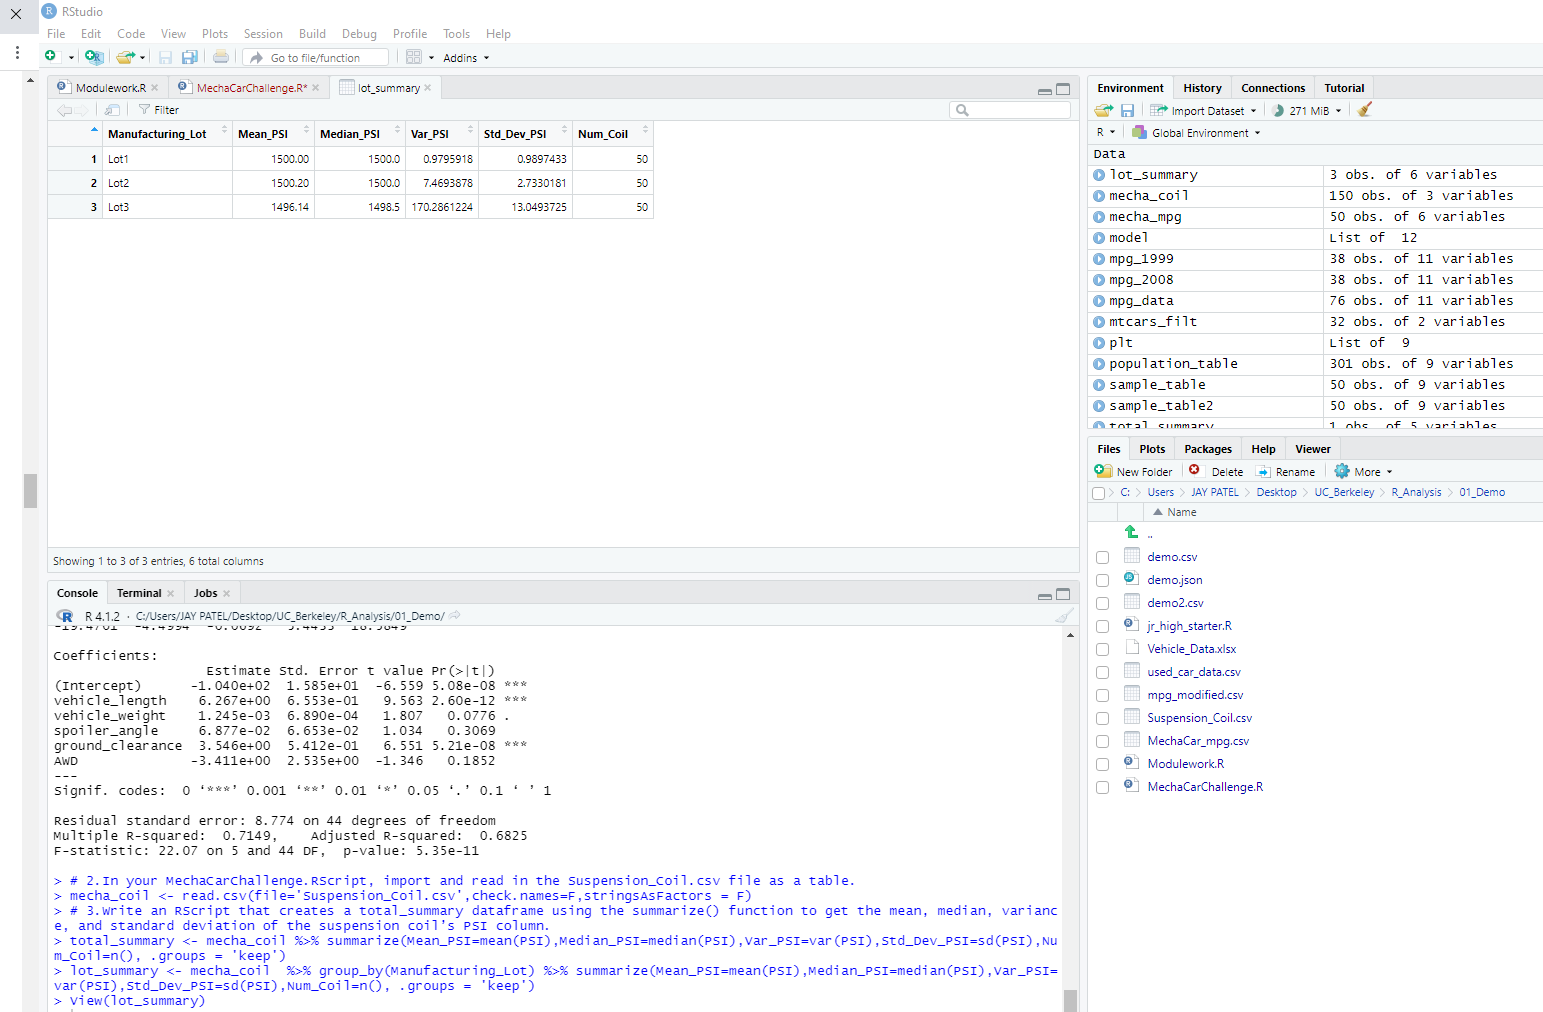 RStudio
File Edit Code View Plots Session Build Debug Profile Tools Help
Go to file/function Addins
Modulework.R MechaCarChallenge.R* lot_summary
Filter
Manufacturing_Lot Mean_PSI Median_PSI Var_PSI Std_Dev_PSI Num_Coil
1 Lot1 1500.00 1500.0 0.9795918 0.9897433 50
2 Lot2 1500.20 1500.0 7.4693878 2.7330181 50
3 Lot3 1496.14 1498.5 170.2861224 13.0493725 50
Showing 1 to 3 of 3 entries, 6 total columns
Console Terminal Jobs
R 4.1.2 · C:/Users/JAY PATEL/Desktop/UC_Berkeley/R_Analysis/01_Demo/
-19.4701 -4.4994 -0.0692 5.4433 18.5849
Coefficients:
Estimate Std. Error t value Pr(>|t|)
(Intercept) -1.040e+02 1.585e+01 -6.559 5.08e-08 ***
vehicle_length 6.267e+00 6.553e-01 9.563 2.60e-12 ***
vehicle_weight 1.245e-03 6.890e-04 1.807 0.0776 .
spoiler_angle 6.877e-02 6.653e-02 1.034 0.3069
ground_clearance 3.546e+00 5.412e-01 6.551 5.21e-08 ***
AWD -3.411e+00 2.535e+00 -1.346 0.1852
---
Signif. codes: 0 ‘***’ 0.001 ‘**’ 0.01 ‘*’ 0.05 ‘.’ 0.1 ‘ ’ 1
Residual standard error: 8.774 on 44 degrees of freedom
Multiple R-squared: 0.7149, Adjusted R-squared: 0.6825
F-statistic: 22.07 on 5 and 44 DF, p-value: 5.35e-11
> # 2.In your MechaCarChallenge.RScript, import and read in the Suspension_Coil.csv file as a table.
> mecha_coil <- read.csv(file='Suspension_Coil.csv',check.names=F,stringsAsFactors = F)
> # 3.Write an RScript that creates a total_summary dataframe using the summarize() function to get the mean, median, varianc
e, and standard deviation of the suspension coil’s PSI column.
> total_summary <- mecha_coil %>% summarize(Mean_PSI=mean(PSI),Median_PSI=median(PSI),Var_PSI=var(PSI),Std_Dev_PSI=sd(PSI),Nu
m_Coil=n(), .groups = 'keep')
> lot_summary <- mecha_coil %>% group_by(Manufacturing_Lot) %>% summarize(Mean_PSI=mean(PSI),Median_PSI=median(PSI),Var_PSI=
var(PSI),Std_Dev_PSI=sd(PSI),Num_Coil=n(), .groups = 'keep')
> View(lot_summary)
Environment History Connections Tutorial
Import Dataset 271 MiB
R Global Environment
Data
lot_summary 3 obs. of 6 variables
mecha_coil 150 obs. of 3 variables
mecha_mpg 50 obs. of 6 variables
model List of 12
mpg_1999 38 obs. of 11 variables
mpg_2008 38 obs. of 11 variables
mpg_data 76 obs. of 11 variables
mtcars_filt 32 obs. of 2 variables
plt List of 9
population_table 301 obs. of 9 variables
sample_table 50 obs. of 9 variables
sample_table2 50 obs. of 9 variables
total_summary 1 obs. of 5 variables
Files Plots Packages Help Viewer
New Folder Delete Rename More
C: Users JAY PATEL Desktop UC_Berkeley R_Analysis 01_Demo
Name
..
demo.csv
demo.json
demo2.csv
jr_high_starter.R
Vehicle_Data.xlsx
used_car_data.csv
mpg_modified.csv
Suspension_Coil.csv
MechaCar_mpg.csv
Modulework.R
MechaCarChallenge.R